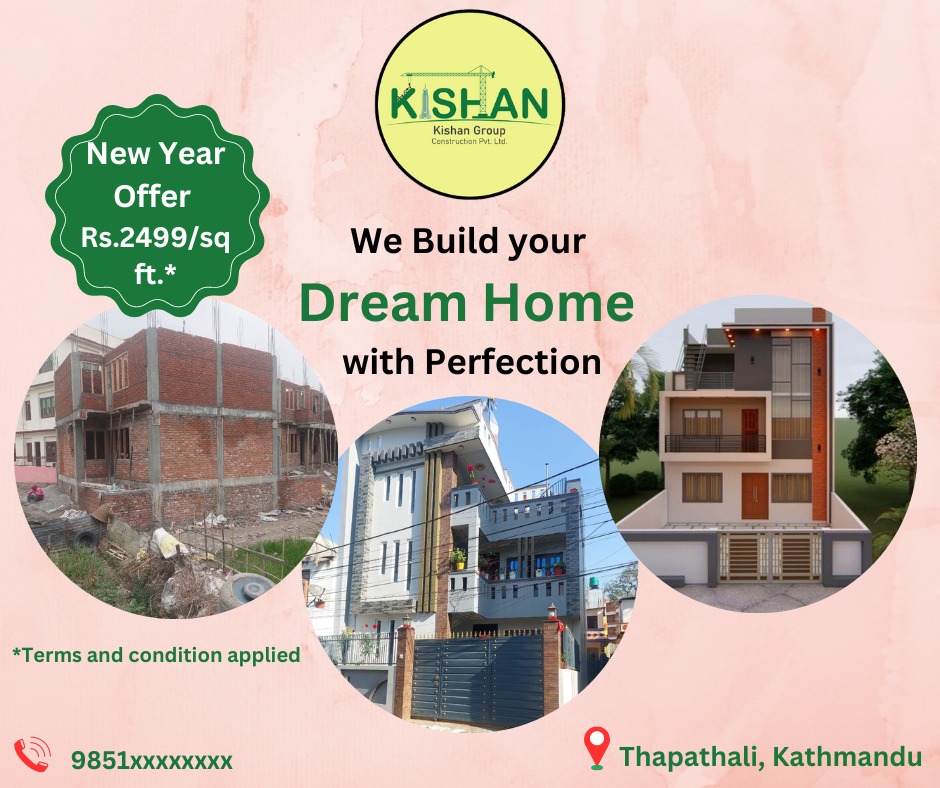 KISHAN
Kishan Group
Construction Pvt. Ltd.
New Year
Offer
Rs.2499/sq
ft.*
We Build your
Dream Home
with Perfection
*Terms and condition applied
9851xxxxxxxx
Thapathali, Kathmandu